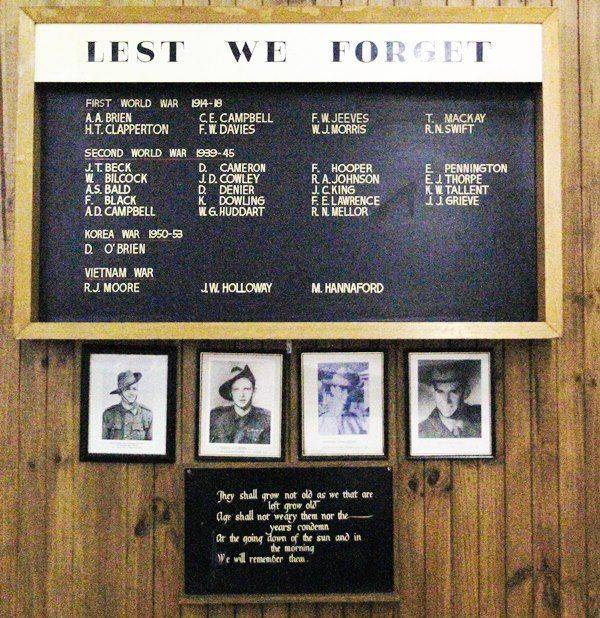 LEST WE FORGET
FIRST WORLD WAR 1914-18
A.A. BRIEN C.E. CAMPBELL F.W. JEEVES T. MACKAY
H.T. CLAPPERTON F.W. DAVIES W.J. MORRIS R.N. SWIFT
SECOND WORLD WAR 1939-45
J.T. BECK D. CAMERON F. HOOPER E. PENNINGTON
W. BILCOCK J.D. COWLEY R.A. JOHNSON E.J. THORPE
A.S. BALD D. DENIER J.C. KING K.W. TALLENT
F. BLACK K. DOWLING F.E. LAWRENCE J.J. GRIEVE
A.D. CAMPBELL W.G. HUDDART R.N. MELLOR
KOREA WAR 1950-53
D. O'BRIEN
VIETNAM WAR
R.J. MOORE J.W. HOLLOWAY M. HANNAFORD
They shall grow not old as we that are
left grow old
Age shall not weary them nor the
years condemn
At the going down of the sun and in
the morning
We will remember them.